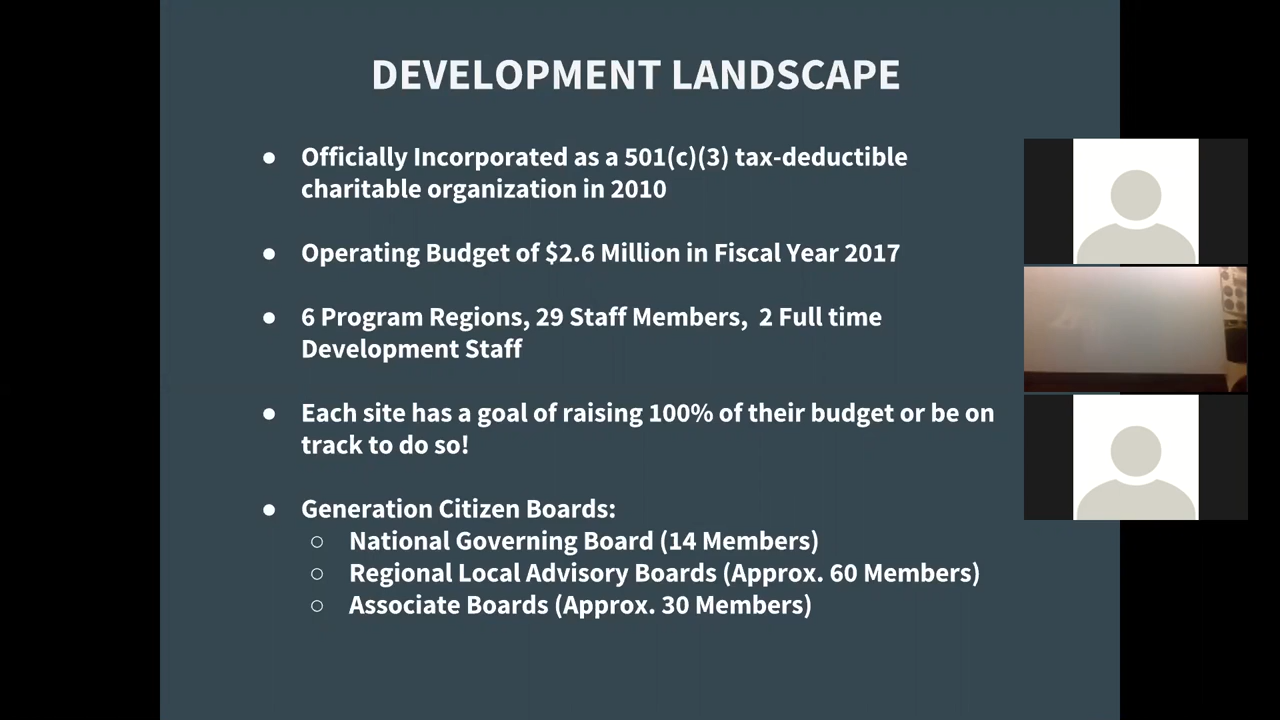 DEVELOPMENT LANDSCAPE
● Officially Incorporated as a 501(c)(3) tax-deductible
charitable organization in 2010
● Operating Budget of $2.6 Million in Fiscal Year 2017
● 6 Program Regions, 29 Staff Members,  2 Full time
Development Staff
● Each site has a goal of raising 100% of their budget or be on
track to do so!
● Generation Citizen Boards:
○ National Governing Board (14 Members)
○ Regional Local Advisory Boards (Approx. 60 Members)
○ Associate Boards (Approx. 30 Members)